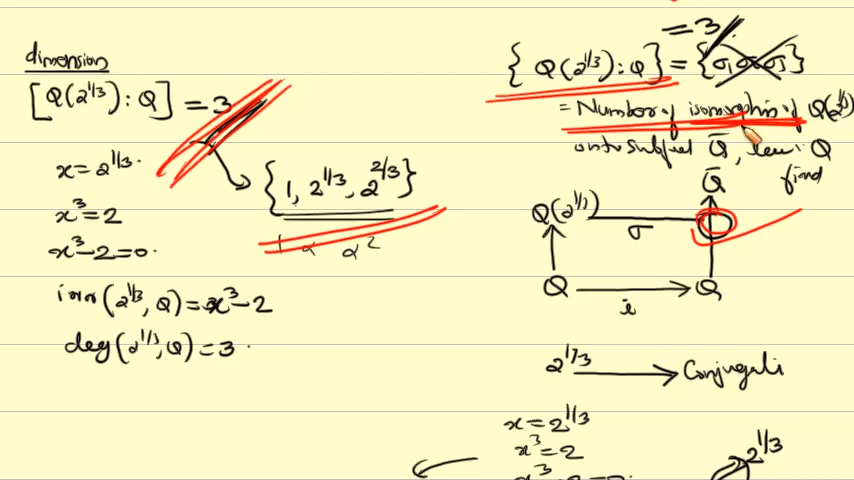 dimension
[Q(2^{1/3}) : Q] = 3
x = 2^{1/3}.
x^3 = 2
x^3 - 2 = 0.
irr(2^{1/3}, Q) = x^3 - 2
deg(2^{1/3}, Q) = 3.
{1, 2^{1/3}, 2^{2/3}}
1 α α^2
= 3.
{Q(2^{1/3}) : Q} = {σ1 σ2 σ3}
= Number of isomorphis of Q(2^{1/3})
onto subfield Q̄, Q
fixed
Q̄
Q(2^{1/3})
σ
Q → Q
i
2^{1/3} → Conjugate
x = 2^{1/3}
x^3 = 2
2^{1/3}